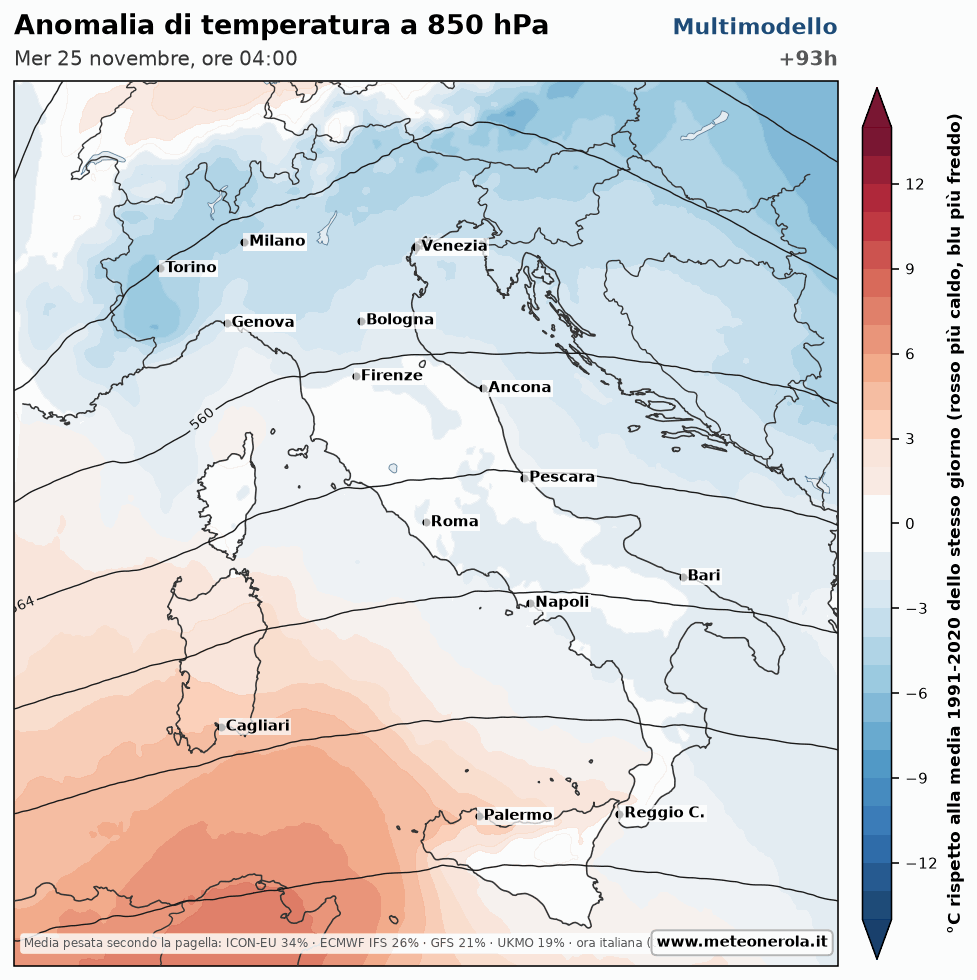 Anomalia di temperatura a 850 hPa
Multimodello
Mer 25 novembre, ore 04:00
+93h
Milano
Venezia
Torino
Genova
Bologna
Firenze
Ancona
560
Pescara
Roma
Bari
64
Napoli
Cagliari
Palermo
Reggio C.
Media pesata secondo la pagella: ICON-EU 34% · ECMWF IFS 26% · GFS 21% · UKMO 19% · ora italiana (
www.meteonerola.it
12
9
6
3
0
−3
−6
−9
−12
°C rispetto alla media 1991-2020 dello stesso giorno (rosso più caldo, blu più freddo)